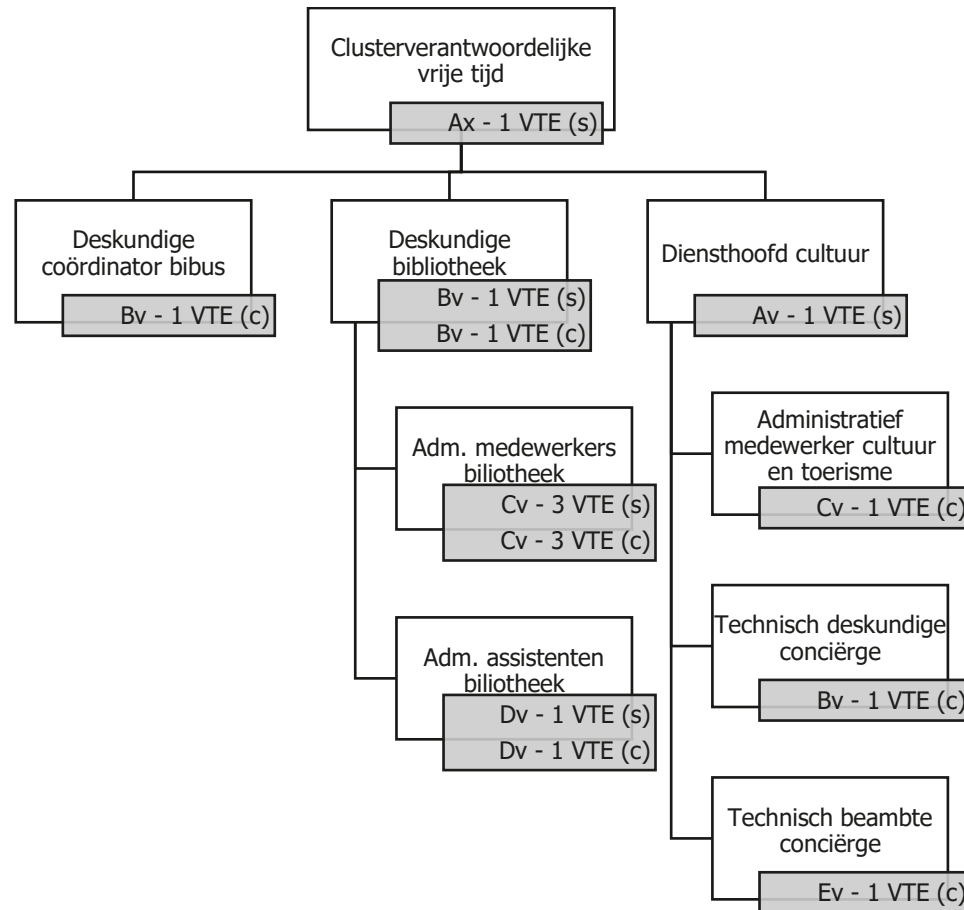 Clusterverantwoordelijke
vrije tijd
Ax - 1 VTE (s)
Deskundige
coördinator bibus
Bv - 1 VTE (c)
Deskundige
bibliotheek
Bv - 1 VTE (s)
Bv - 1 VTE (c)
Diensthoofd cultuur
Av - 1 VTE (s)
Adm. medewerkers
biliotheek
Cv - 3 VTE (s)
Cv - 3 VTE (c)
Adm. assistenten
biliotheek
Dv - 1 VTE (s)
Dv - 1 VTE (c)
Administratief
medewerker cultuur
en toerisme
Cv - 1 VTE (c)
Technisch deskundige
conciërge
Bv - 1 VTE (c)
Technisch beambte
conciërge
Ev - 1 VTE (c)